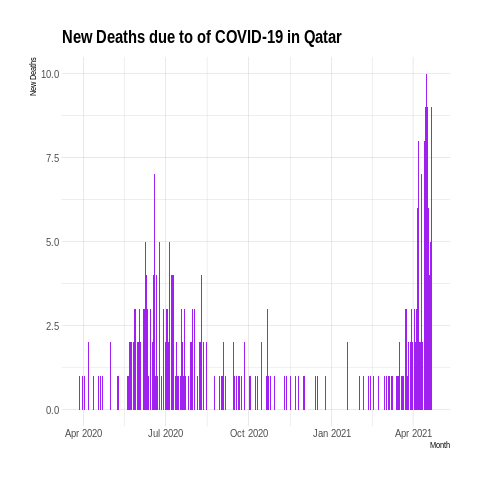 New Deaths due to of COVID-19 in Qatar
New Deaths
10.0
7.5
5.0
2.5
0.0
Apr 2020 Jul 2020 Oct 2020 Jan 2021 Apr 2021
Month